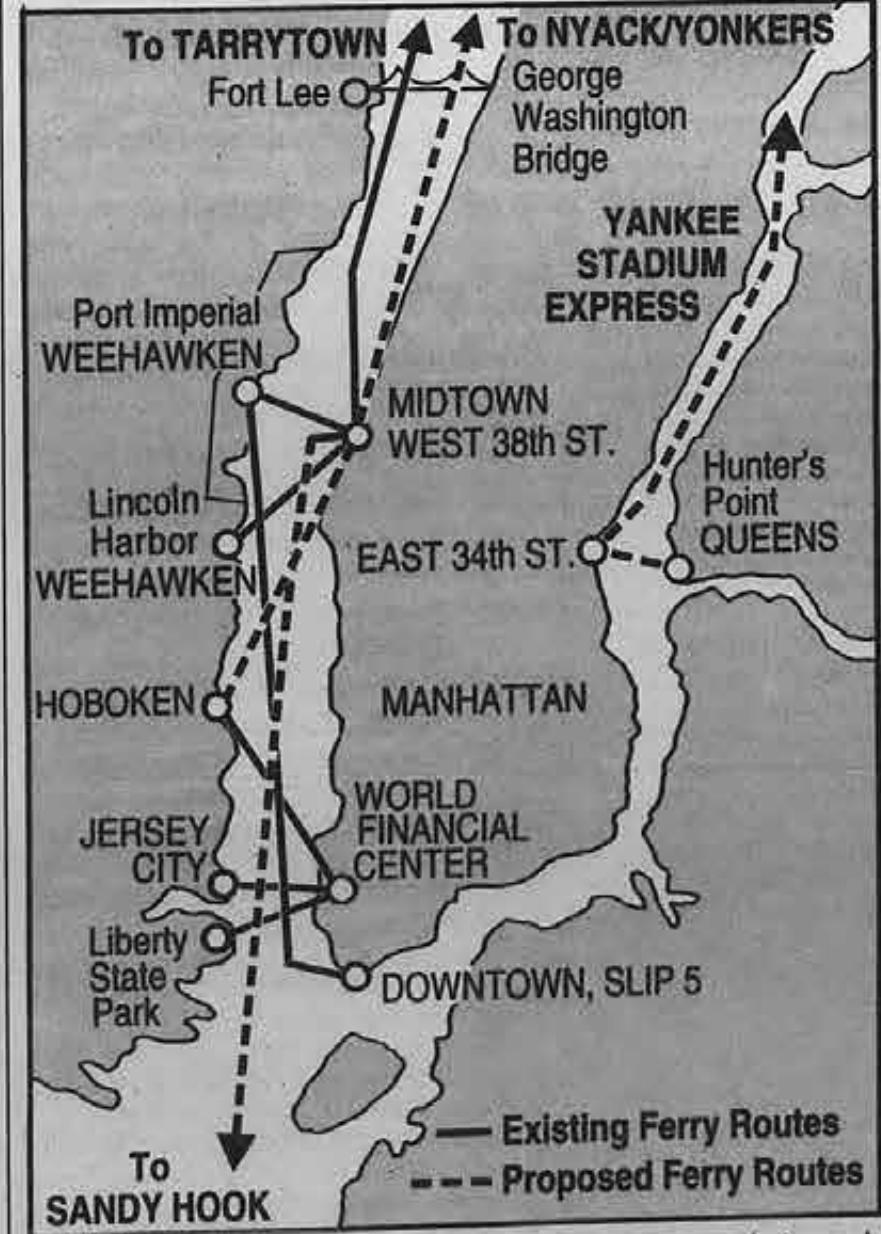 To TARRYTOWN
To NYACK/YONKERS
Fort Lee
George
Washington
Bridge
YANKEE
STADIUM
EXPRESS
Port Imperial
WEEHAWKEN
MIDTOWN
WEST 38th ST.
Hunter's
Point
QUEENS
Lincoln
Harbor
WEEHAWKEN
EAST 34th ST.
HOBOKEN
MANHATTAN
WORLD
FINANCIAL
CENTER
JERSEY
CITY
Liberty
State
Park
DOWNTOWN, SLIP 5
Existing Ferry Routes
Proposed Ferry Routes
To
SANDY HOOK